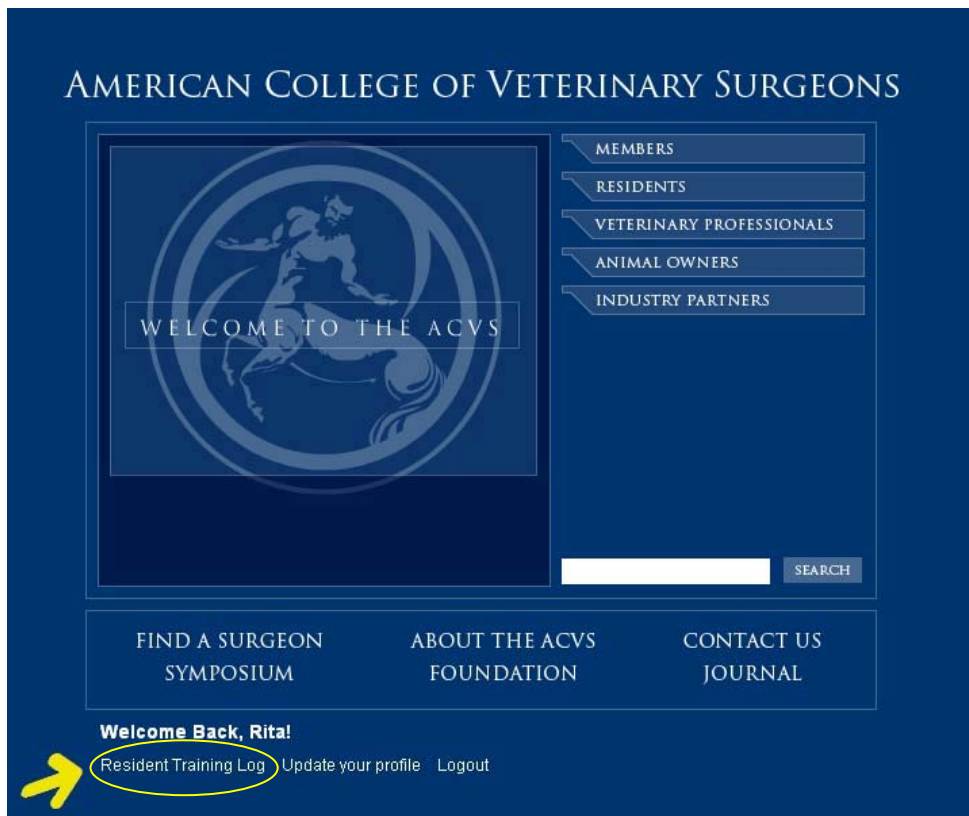 AMERICAN COLLEGE OF VETERINARY SURGEONS
WELCOME TO THE ACVS
MEMBERS
RESIDENTS
VETERINARY PROFESSIONALS
ANIMAL OWNERS
INDUSTRY PARTNERS
SEARCH
FIND A SURGEON ABOUT THE ACVS CONTACT US
SYMPOSIUM FOUNDATION JOURNAL
Welcome Back, Rita!
Resident Training Log Update your profile Logout